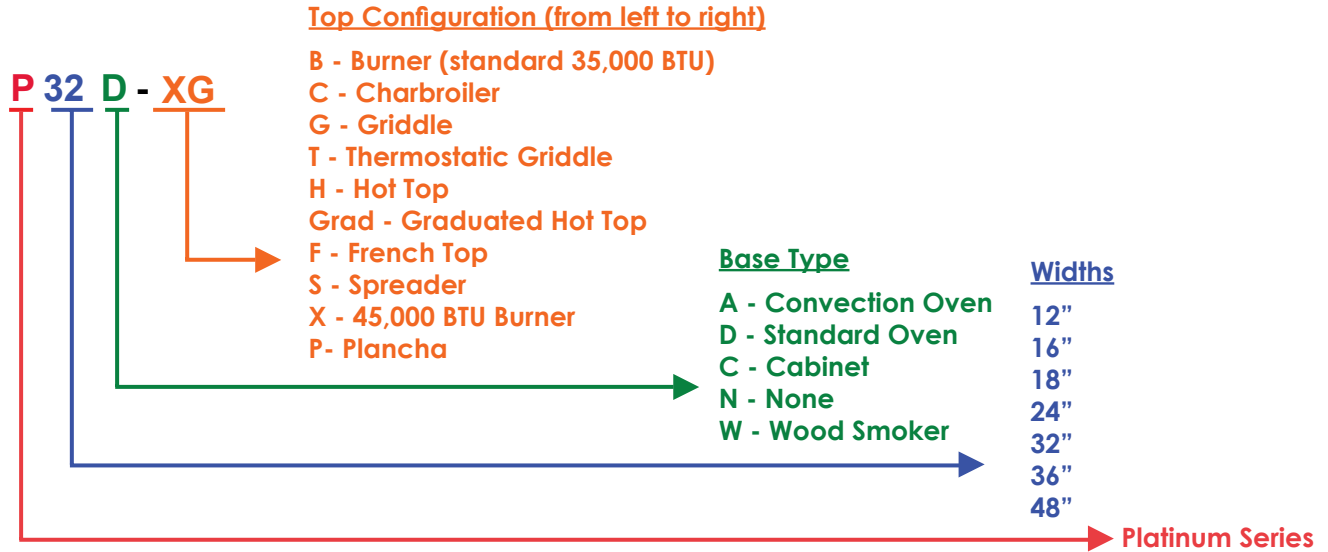 Top Configuration (from left to right)
P 32 D - XG
B - Burner (standard 35,000 BTU)
C - Charbroiler
G - Griddle
T - Thermostatic Griddle
H - Hot Top
Grad - Graduated Hot Top
F - French Top
S - Spreader
X - 45,000 BTU Burner
P- Plancha
Base Type
A - Convection Oven
D - Standard Oven
C - Cabinet
N - None
W - Wood Smoker
Widths
12”
16”
18”
24”
32”
36”
48”
Platinum Series